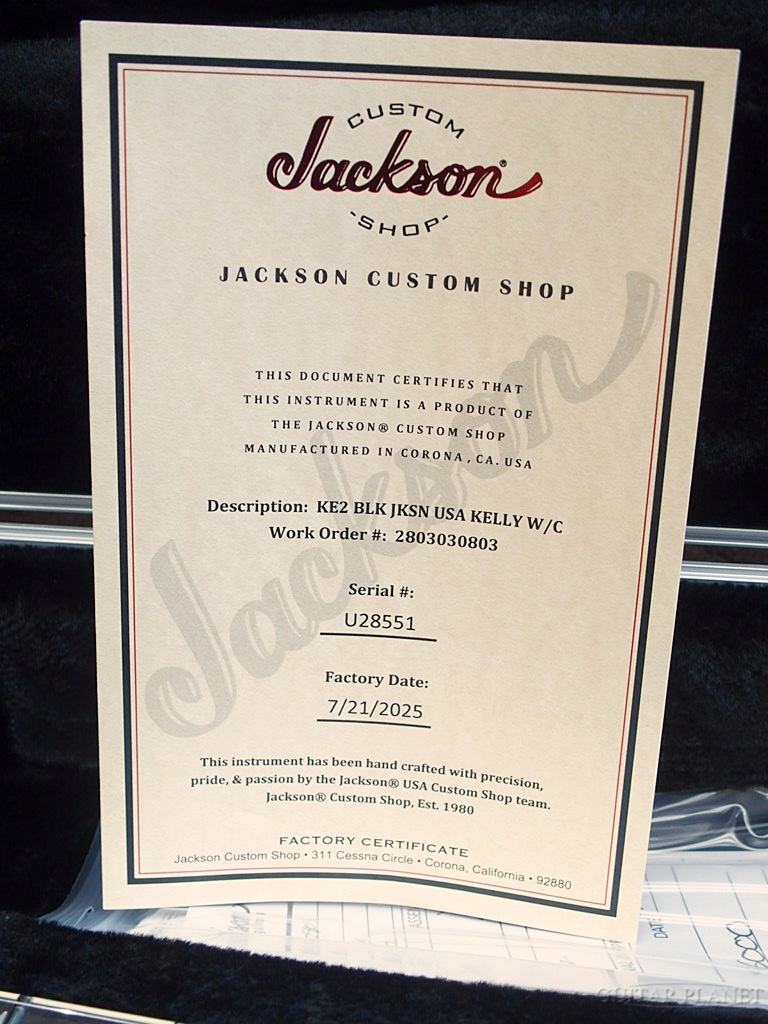 CUSTOM
Jackson®
-SHOP-
JACKSON CUSTOM SHOP
Jackson
THIS DOCUMENT CERTIFIES THAT
THIS INSTRUMENT IS A PRODUCT OF
THE JACKSON® CUSTOM SHOP
MANUFACTURED IN CORONA, CA. USA
Description: KE2 BLK JKSN USA KELLY W/C
Work Order #: 2803030803
Serial #:
U28551
Factory Date:
7/21/2025
This instrument has been hand crafted with precision,
pride, & passion by the Jackson® USA Custom Shop team.
Jackson® Custom Shop, Est. 1980
FACTORY CERTIFICATE
Jackson Custom Shop • 311 Cessna Circle • Corona, California • 92880
DATE
GUITAR PLANET